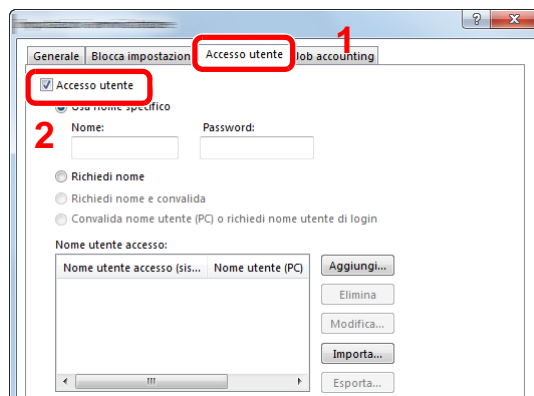 ?
X
1
Generale Blocca impostazion Accesso utente Job accounting
Accesso utente
Usa nome specifico
2
Nome: Password:
Richiedi nome
Richiedi nome e convalida
Convalida nome utente (PC) o richiedi nome utente di login
Nome utente accesso:
Nome utente accesso (sis... Nome utente (PC)
Aggiungi...
Elimina
Modifica...
Importa...
Esporta...